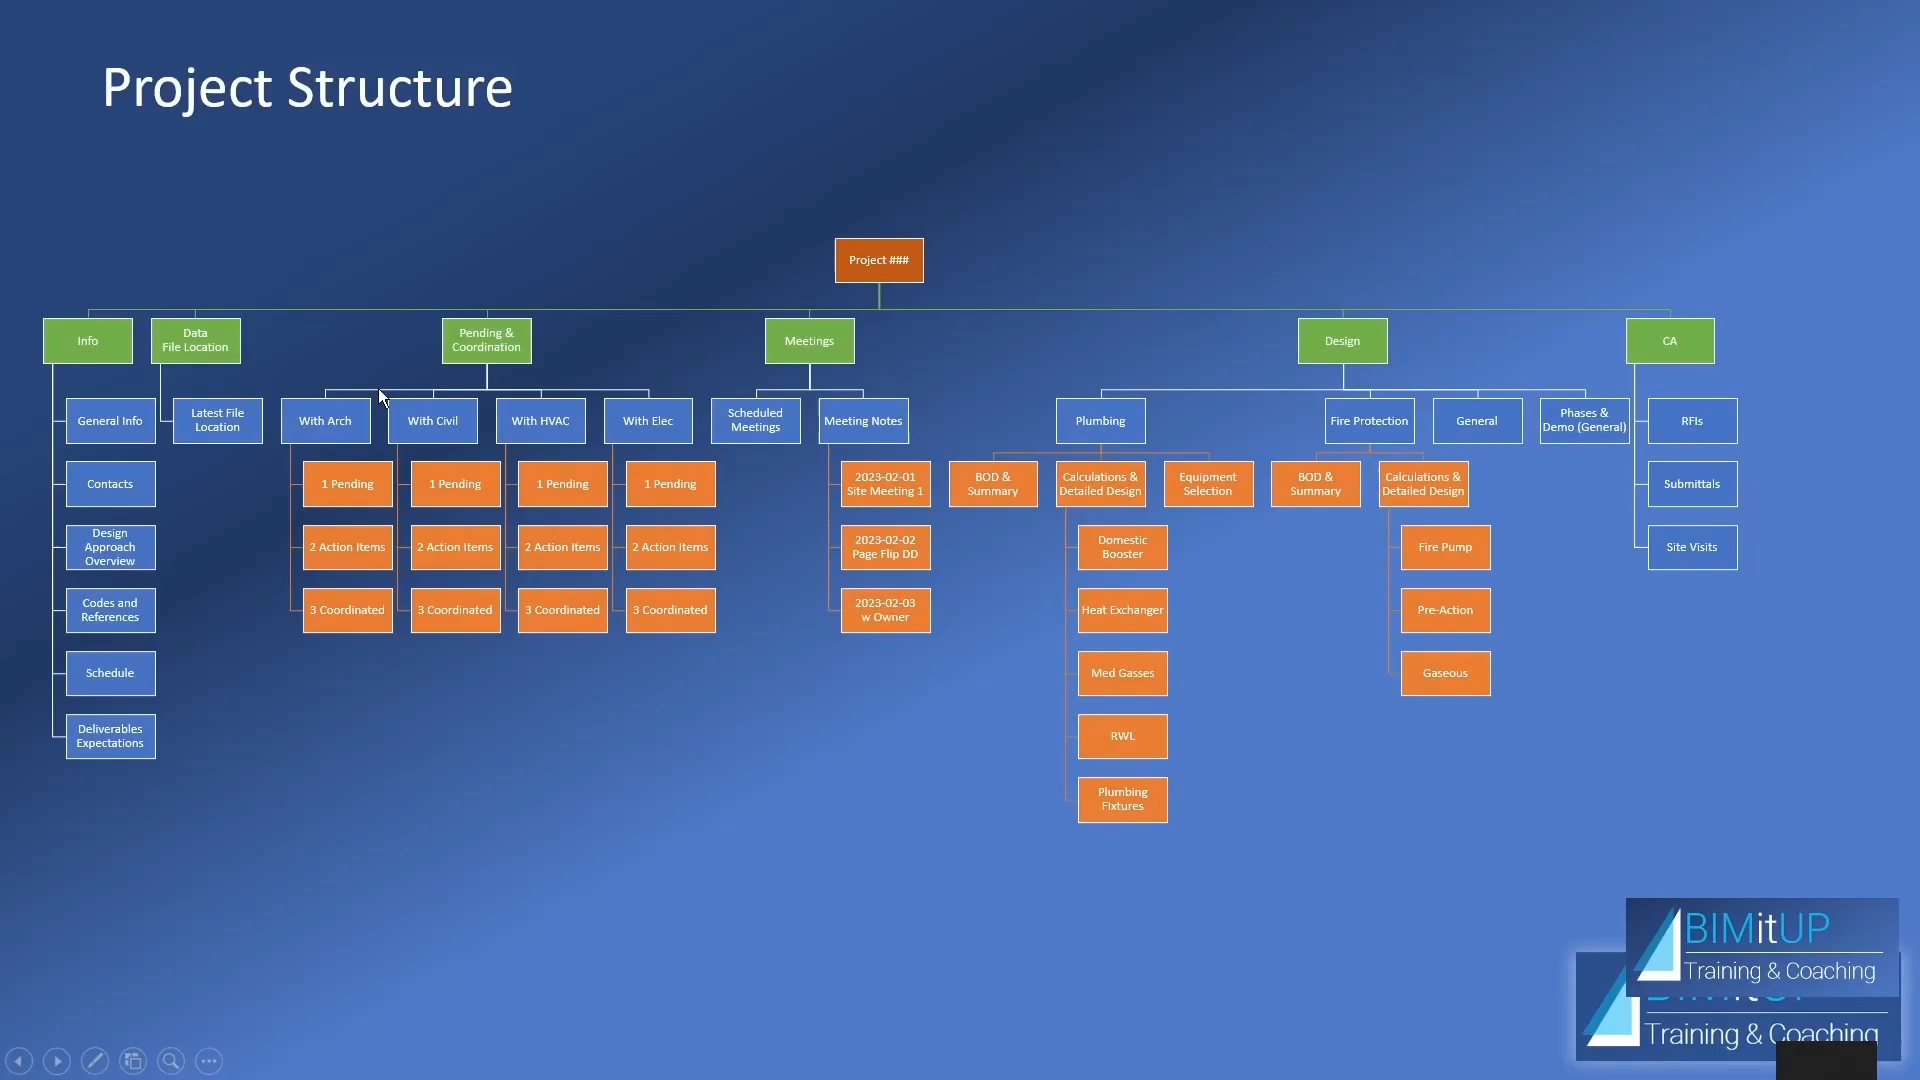 Project Structure
Project ###
Info
Data
File Location
Pending &
Coordination
Meetings
Design
CA
General Info
Latest File
Location
With Arch
With Civil
With HVAC
With Elec
Scheduled
Meetings
Meeting Notes
Plumbing
Fire Protection
General
Phases &
Demo (General)
RFIs
Contacts
1 Pending
1 Pending
1 Pending
1 Pending
2023-02-01
Site Meeting 1
BOD &
Summary
Calculations &
Detailed Design
Equipment
Selection
BOD &
Summary
Calculations &
Detailed Design
Submittals
Design
Approach
Overview
2 Action Items
2 Action Items
2 Action Items
2 Action Items
2023-02-02
Page Flip DD
Domestic
Booster
Fire Pump
Site Visits
Codes and
References
3 Coordinated
3 Coordinated
3 Coordinated
3 Coordinated
2023-02-03
w Owner
Heat Exchanger
Pre-Action
Schedule
Med Gasses
Gaseous
Deliverables
Expectations
RWL
Plumbing
FIxtures
BIMitUP
Training & Coaching
Training & Coaching